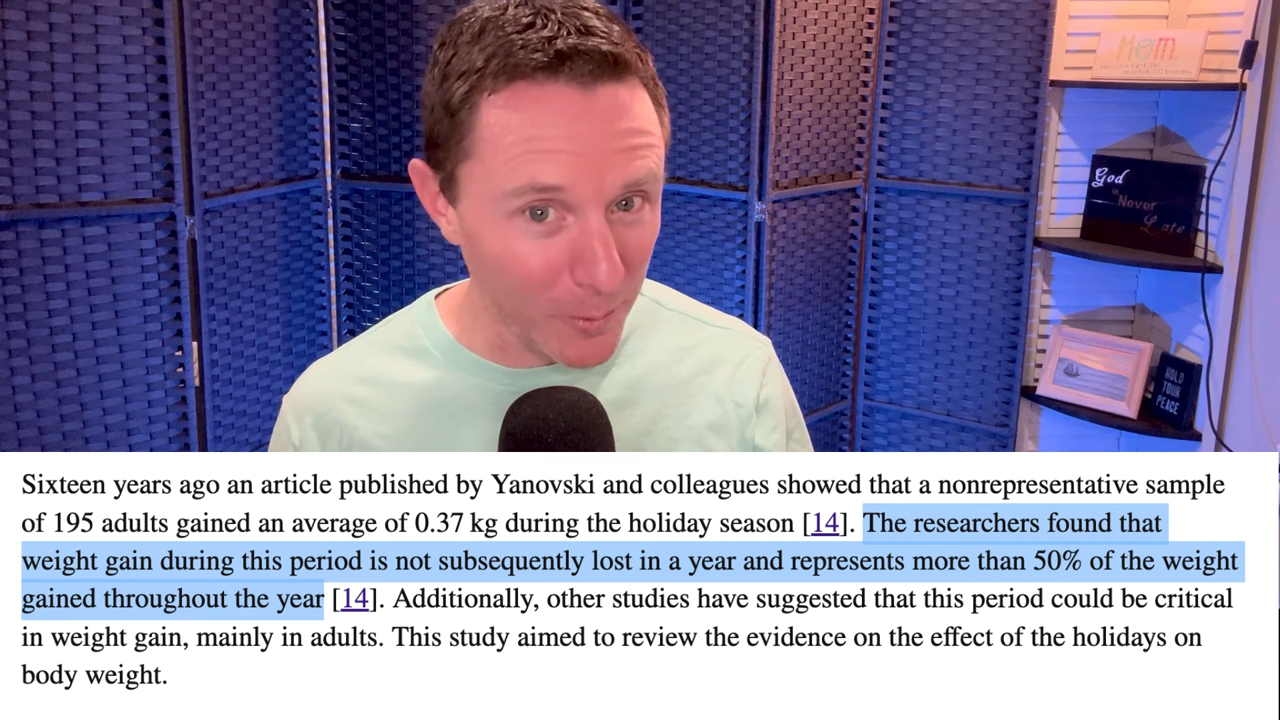 Mom.
God
is
Never
Late
HOLD
YOUR
PEACE
Sixteen years ago an article published by Yanovski and colleagues showed that a nonrepresentative sample
of 195 adults gained an average of 0.37 kg during the holiday season [14]. The researchers found that
weight gain during this period is not subsequently lost in a year and represents more than 50% of the weight
gained throughout the year [14]. Additionally, other studies have suggested that this period could be critical
in weight gain, mainly in adults. This study aimed to review the evidence on the effect of the holidays on
body weight.